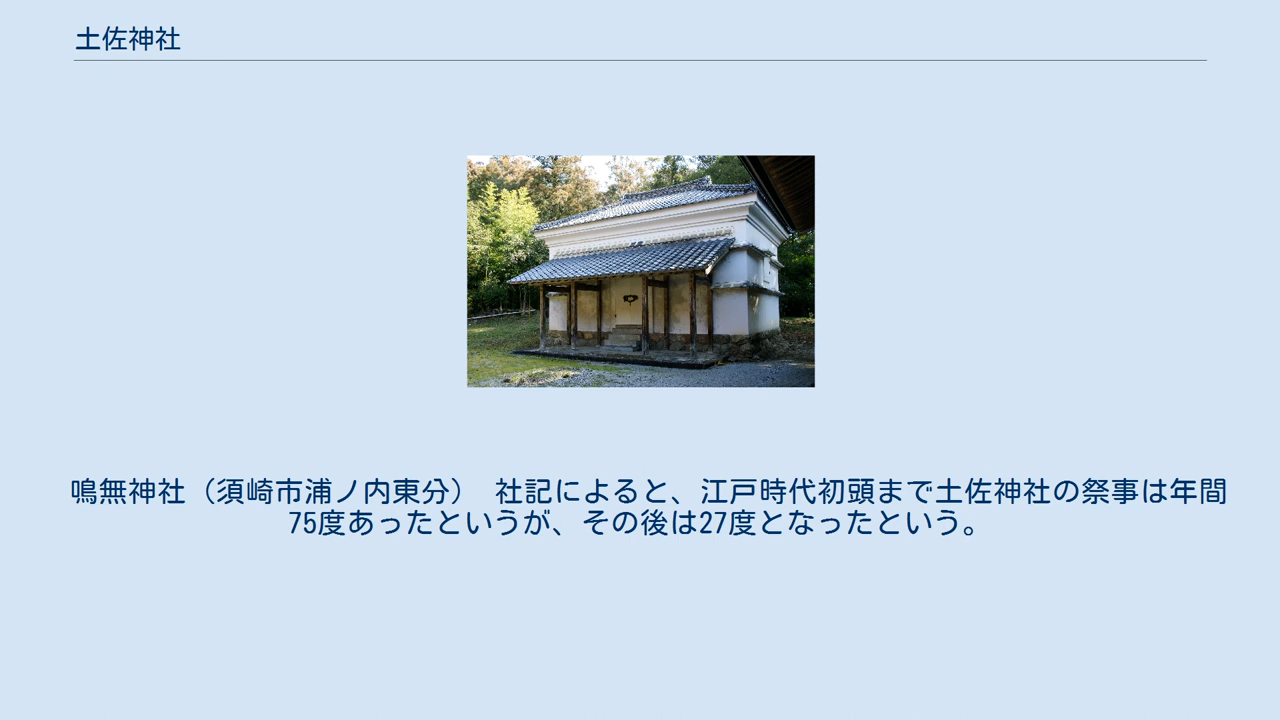 土佐神社
鳴無神社（須崎市浦ノ内東分） 社記によると、江戸時代初頭まで土佐神社の祭事は年間
75度あったというが、その後は27度となったという。